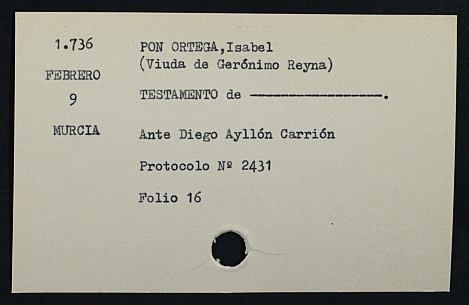 1.736
FEBRERO
9
MURCIA
PON ORTEGA,Isabel
(Viuda de Gerónimo Reyna)
TESTAMENTO de -----------------.
Ante Diego Ayllón Carrión
Protocolo Nº 2431
Folio 16